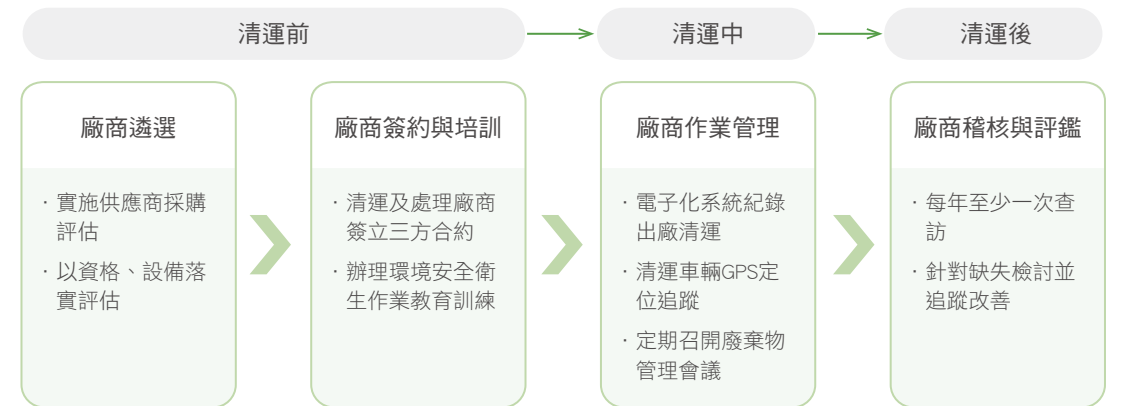 清運前
清運中
清運後
廠商遴選
·實施供應商採購
評估
·以資格、設備落
實評估
廠商簽約與培訓
·清運及處理廠商
簽立三方合約
·辦理環境安全衛
生作業教育訓練
廠商作業管理
·電子化系統紀錄
出廠清運
·清運車輛GPS定
位追蹤
·定期召開廢棄物
管理會議
廠商稽核與評鑑
·每年至少一次查
訪
·針對缺失檢討並
追蹤改善